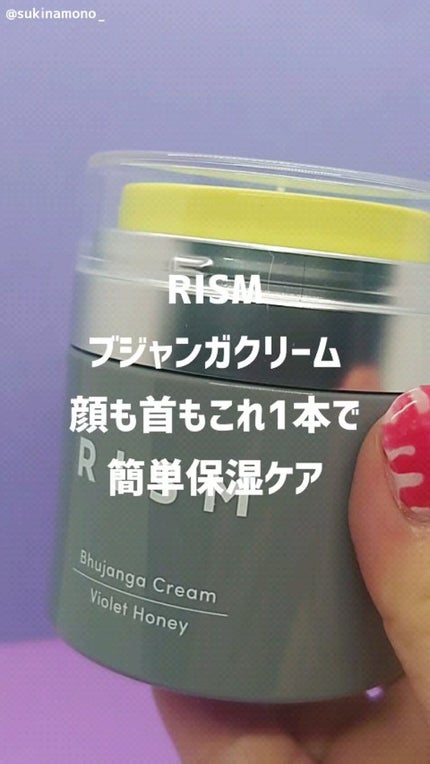 @sukinamono_
RISM
ブジャンガクリーム
顔も首もこれ1本で
簡単保湿ケア
RISM
Bhujanga Cream
Violet Honey